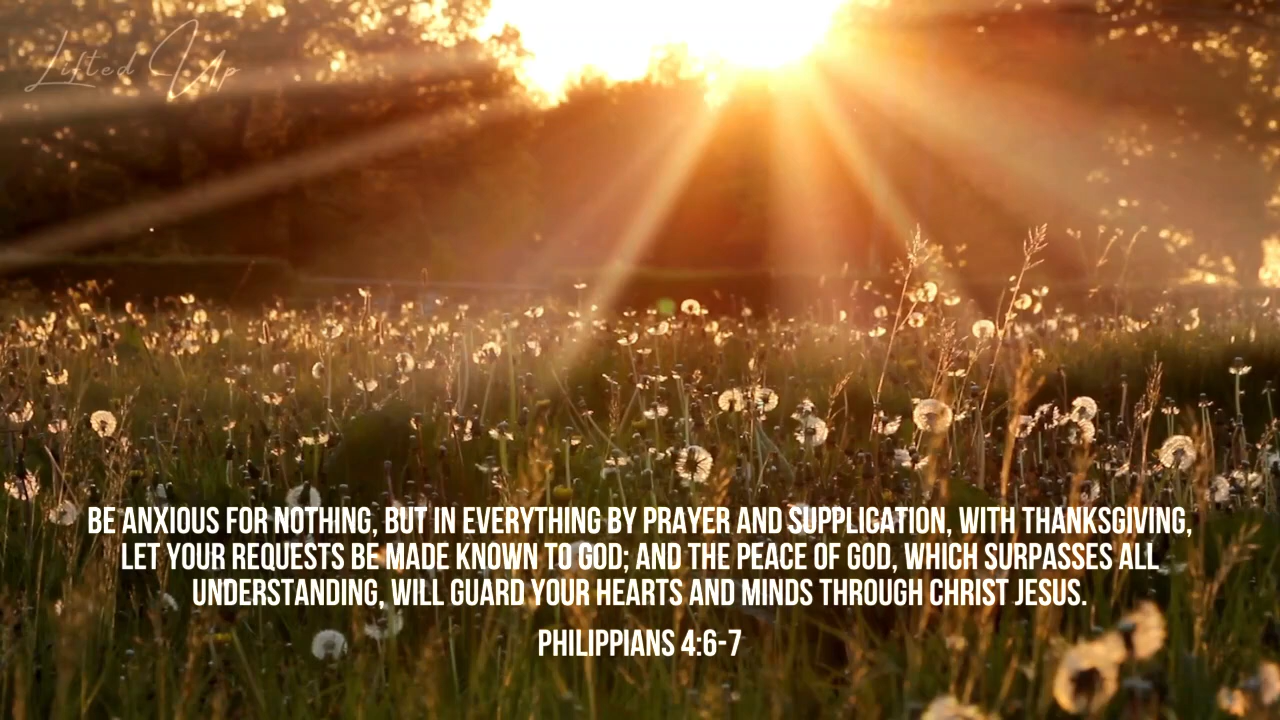 Lifted Up
BE ANXIOUS FOR NOTHING, BUT IN EVERYTHING BY PRAYER AND SUPPLICATION, WITH THANKSGIVING,
LET YOUR REQUESTS BE MADE KNOWN TO GOD; AND THE PEACE OF GOD, WHICH SURPASSES ALL
UNDERSTANDING, WILL GUARD YOUR HEARTS AND MINDS THROUGH CHRIST JESUS.
PHILIPPIANS 4:6-7